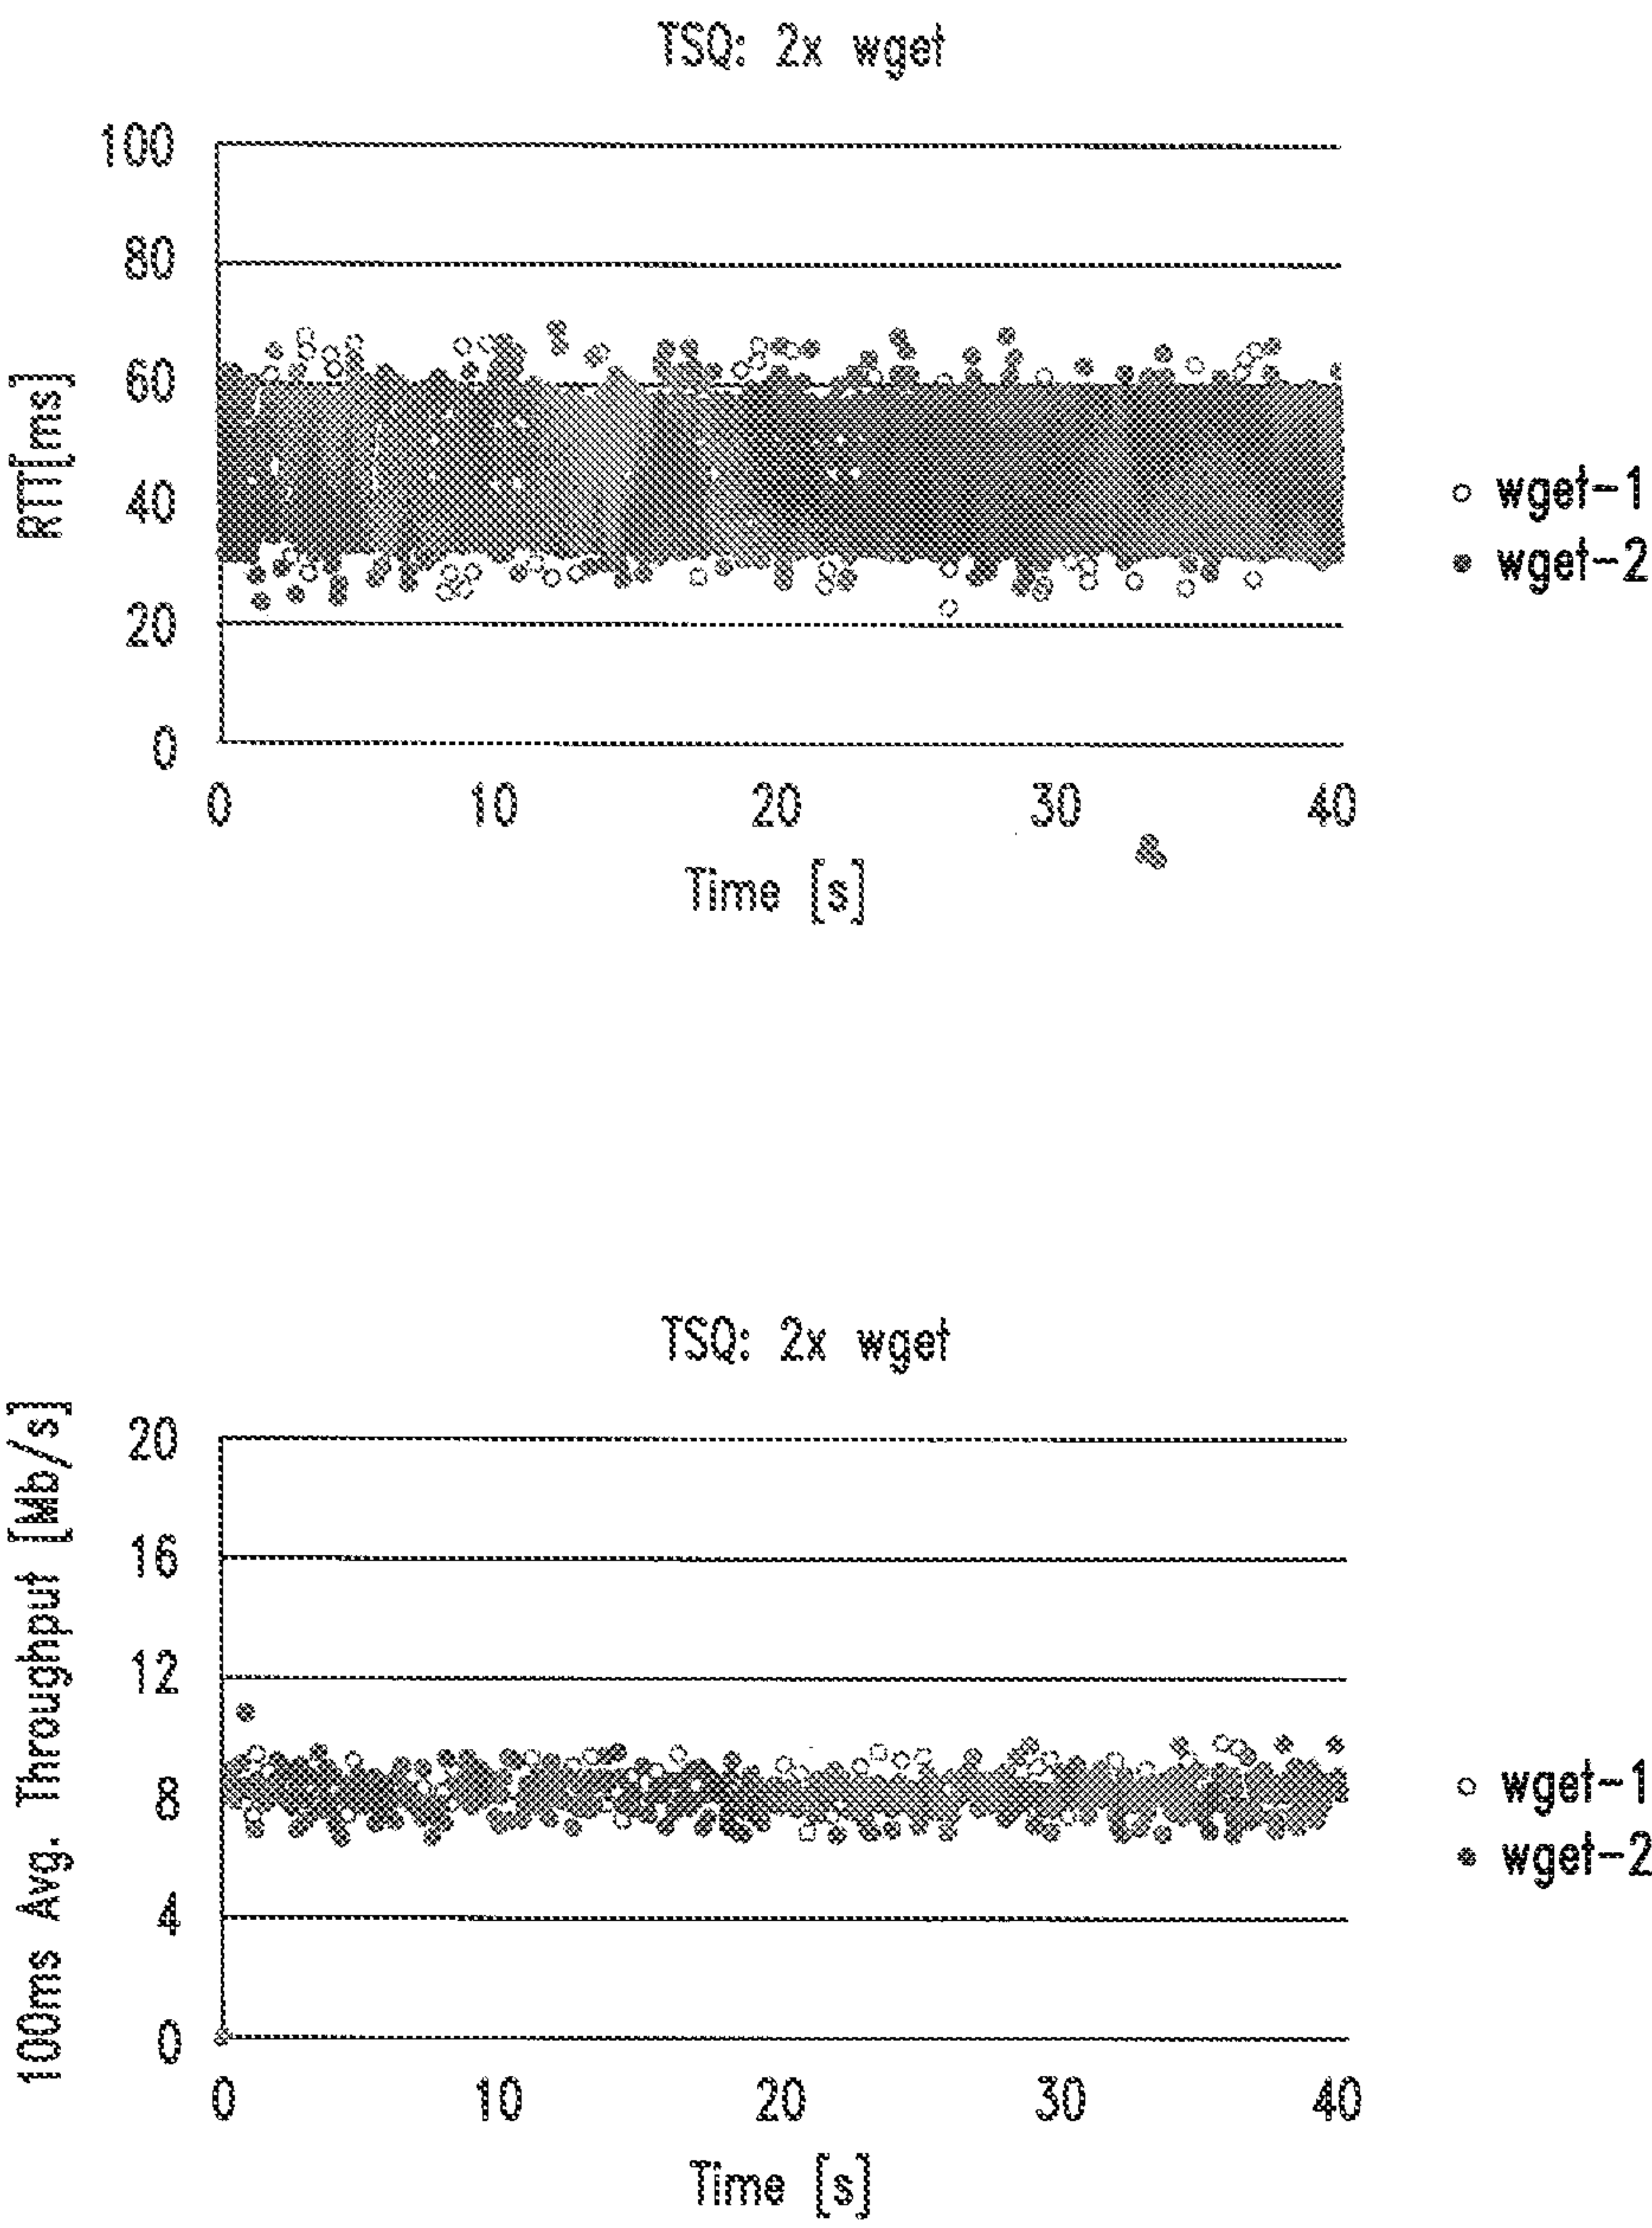 TSQ: 2x wget
100
80
60
40
20
0
RTT[ms]
0 10 20 30 40
Time [s]
wget-1
wget-2
TSQ: 2x wget
20
16
12
8
4
0
100ms Avg. Throughput [Mb/s]
0 10 20 30 40
Time [s]
wget-1
wget-2